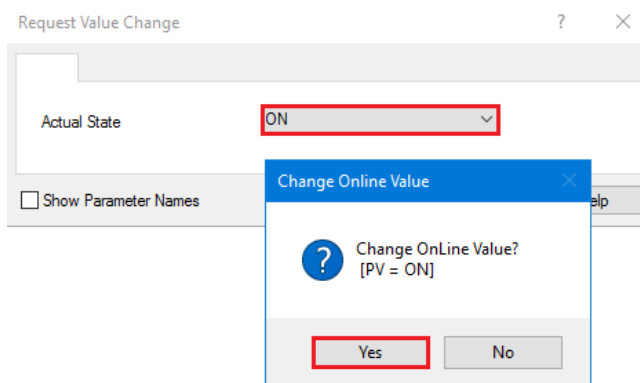 Request Value Change
?
Actual State
ON
Change Online Value
Show Parameter Names
elp
?
Change OnLine Value?
[PV = ON]
Yes
No